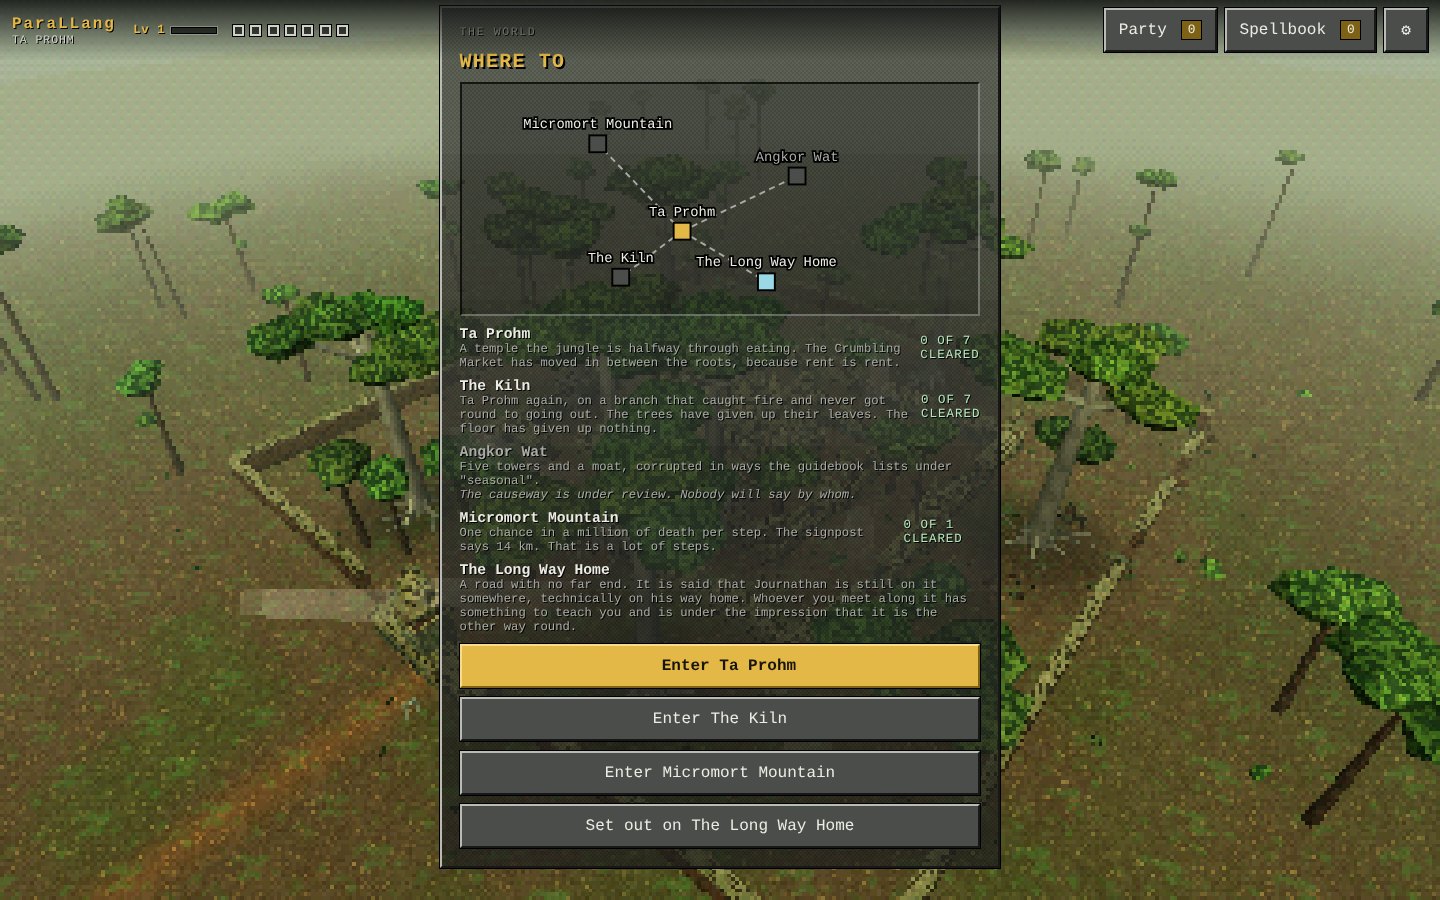 ParaLLang
TA PROHM
Lv 1
Party 0
Spellbook 0
⚙
THE WORLD
WHERE TO
Micromort Mountain
Angkor Wat
Ta Prohm
The Kiln
The Long Way Home
Ta Prohm
A temple the jungle is halfway through eating. The Crumbling
Market has moved in between the roots, because rent is rent.
0 OF 7
CLEARED
The Kiln
Ta Prohm again, on a branch that caught fire and never got
round to going out. The trees have given up their leaves. The
floor has given up nothing.
0 OF 7
CLEARED
Angkor Wat
Five towers and a moat, corrupted in ways the guidebook lists under
"seasonal".
The causeway is under review. Nobody will say by whom.
Micromort Mountain
One chance in a million of death per step. The signpost
says 14 km. That is a lot of steps.
0 OF 1
CLEARED
The Long Way Home
A road with no far end. It is said that Journathan is still on it
somewhere, technically on his way home. Whoever you meet along it has
something to teach you and is under the impression that it is the
other way round.
Enter Ta Prohm
Enter The Kiln
Enter Micromort Mountain
Set out on The Long Way Home